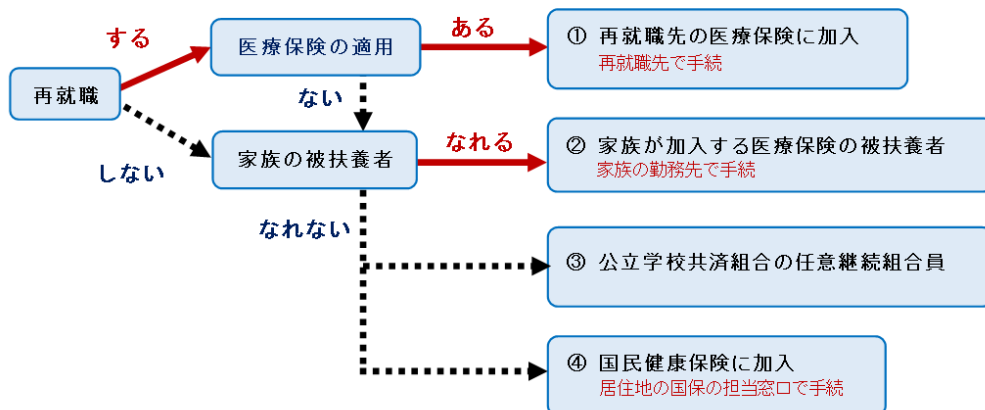 する
医療保険の適用
ある
① 再就職先の医療保険に加入
再就職先で手続
再就職
ない
しない
家族の被扶養者
なれる
② 家族が加入する医療保険の被扶養者
家族の勤務先で手続
なれない
③ 公立学校共済組合の任意継続組合員
④ 国民健康保険に加入
居住地の国保の担当窓口で手続